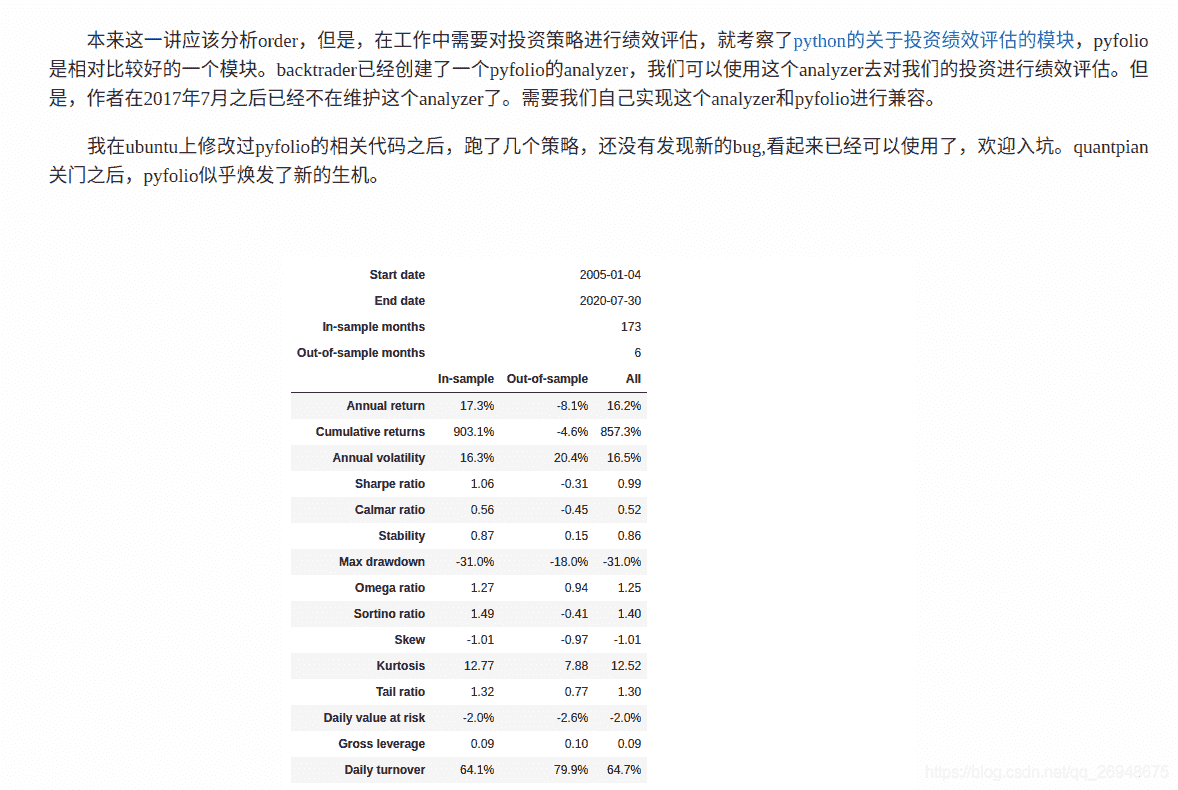 本来这一讲应该分析order，但是，在工作中需要对投资策略进行绩效评估，就考察了python的关于投资绩效评估的模块，pyfolio
是相对比较好的一个模块。backtrader已经创建了一个pyfolio的analyzer，我们可以使用这个analyzer去对我们的投资进行绩效评估。但
是，作者在2017年7月之后已经不在维护这个analyzer了。需要我们自己实现这个analyzer和pyfolio进行兼容。
我在ubuntu上修改过pyfolio的相关代码之后，跑了几个策略，还没有发现新的bug,看起来已经可以使用了，欢迎入坑。quantpian
关门之后，pyfolio似乎焕发了新的生机。
Start date 2005-01-04
End date 2020-07-30
In-sample months 173
Out-of-sample months 6
In-sample Out-of-sample All
Annual return 17.3% -8.1% 16.2%
Cumulative returns 903.1% -4.6% 857.3%
Annual volatility 16.3% 20.4% 16.5%
Sharpe ratio 1.06 -0.31 0.99
Calmar ratio 0.56 -0.45 0.52
Stability 0.87 0.15 0.86
Max drawdown -31.0% -18.0% -31.0%
Omega ratio 1.27 0.94 1.25
Sortino ratio 1.49 -0.41 1.40
Skew -1.01 -0.97 -1.01
Kurtosis 12.77 7.88 12.52
Tail ratio 1.32 0.77 1.30
Daily value at risk -2.0% -2.6% -2.0%
Gross leverage 0.09 0.10 0.09
Daily turnover 64.1% 79.9% 64.7%
https://blog.csdn.net/qq_26948675